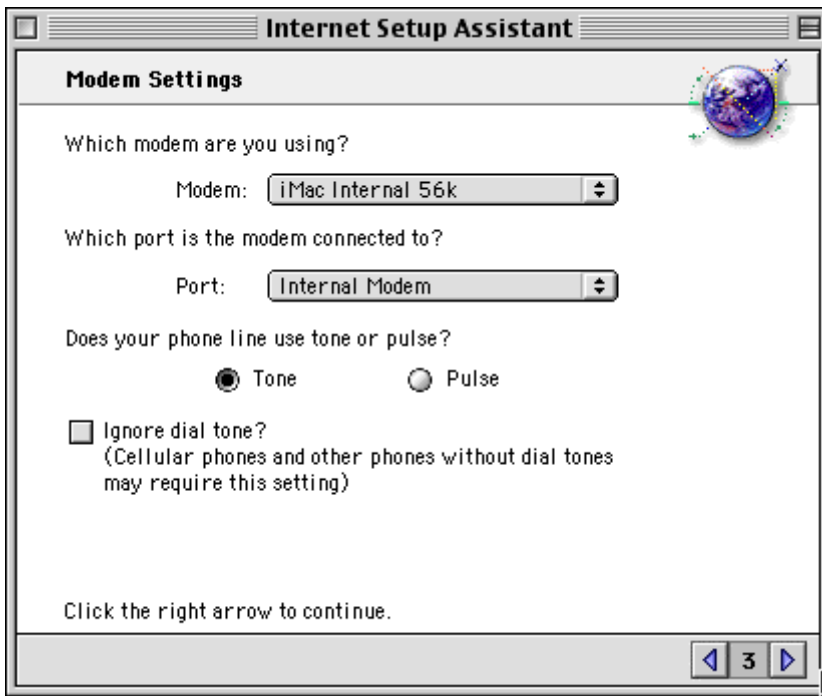 Internet Setup Assistant
Modem Settings
Which modem are you using?
Modem: iMac Internal 56k
Which port is the modem connected to?
Port: Internal Modem
Does your phone line use tone or pulse?
Tone Pulse
Ignore dial tone?
(Cellular phones and other phones without dial tones
may require this setting)
Click the right arrow to continue.
3